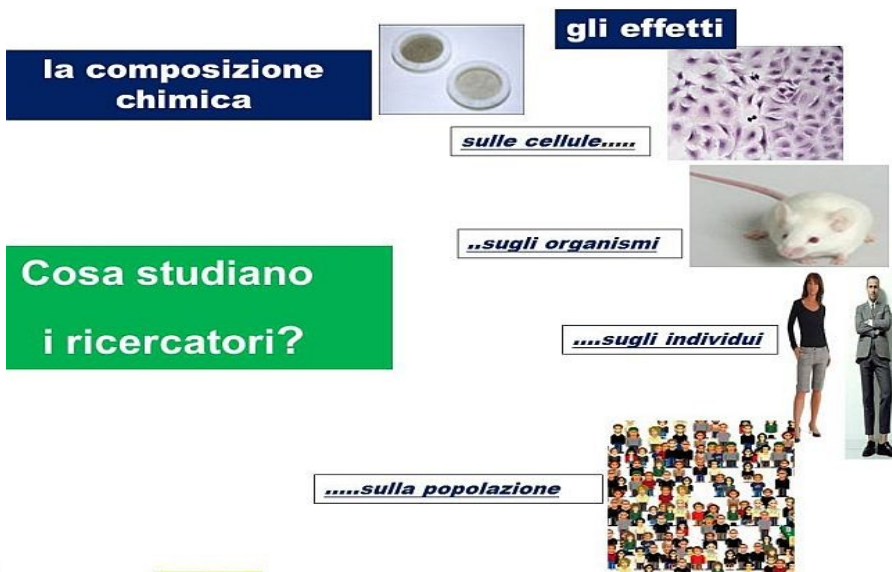 gli effetti
la composizione
chimica
sulle cellule.....
..sugli organismi
Cosa studiano
i ricercatori?
....sugli individui
.....sulla popolazione